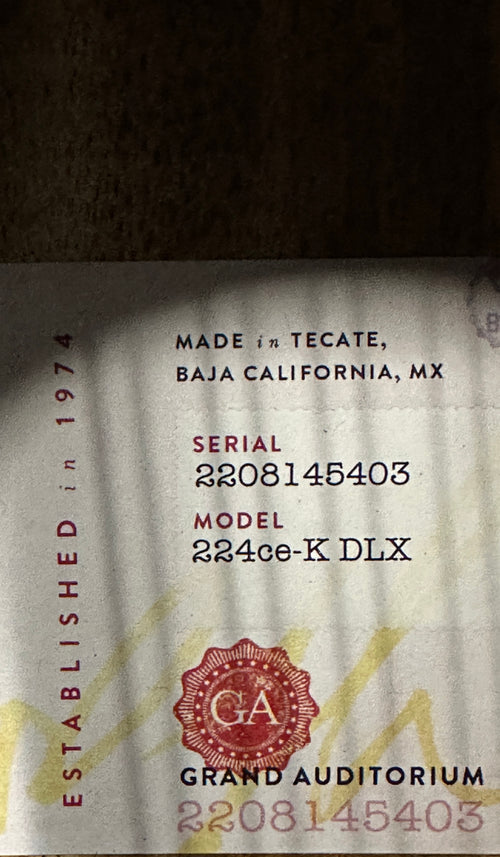 MADE in TECATE,
BAJA CALIFORNIA, MX
ESTABLISHED in 1974
SERIAL
2208145403
MODEL
224ce-K DLX
GA
GRAND AUDITORIUM
2208145403